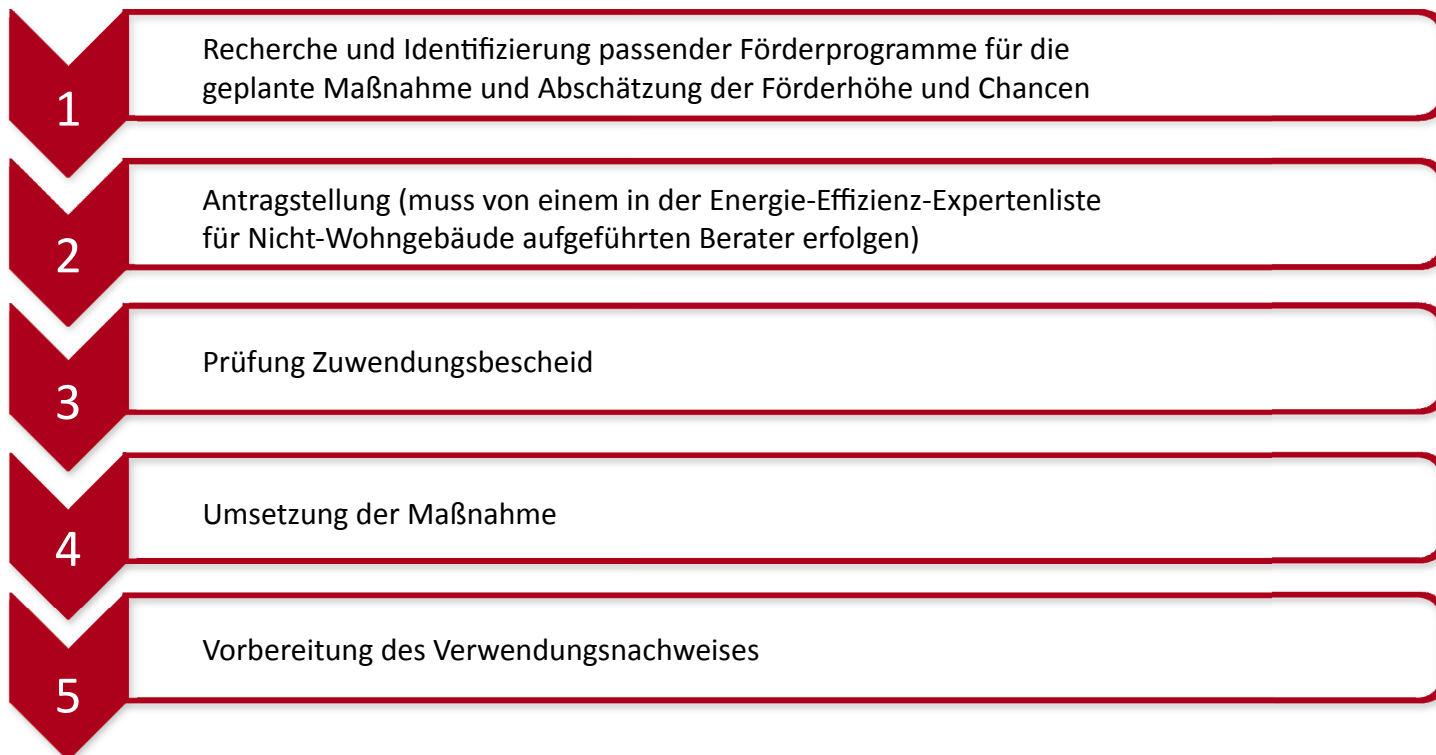 1
Recherche und Identifizierung passender Förderprogramme für die
geplante Maßnahme und Abschätzung der Förderhöhe und Chancen
2
Antragstellung (muss von einem in der Energie-Effizienz-Expertenliste
für Nicht-Wohngebäude aufgeführten Berater erfolgen)
3
Prüfung Zuwendungsbescheid
4
Umsetzung der Maßnahme
5
Vorbereitung des Verwendungsnachweises